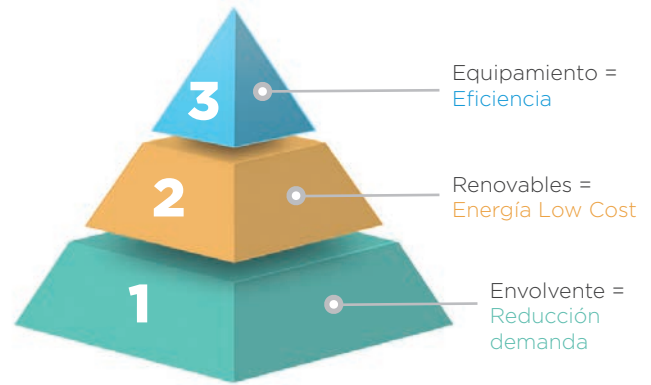 3
Equipamiento =
Eficiencia
2
Renovables =
Energía Low Cost
1
Envolvente =
Reducción
demanda